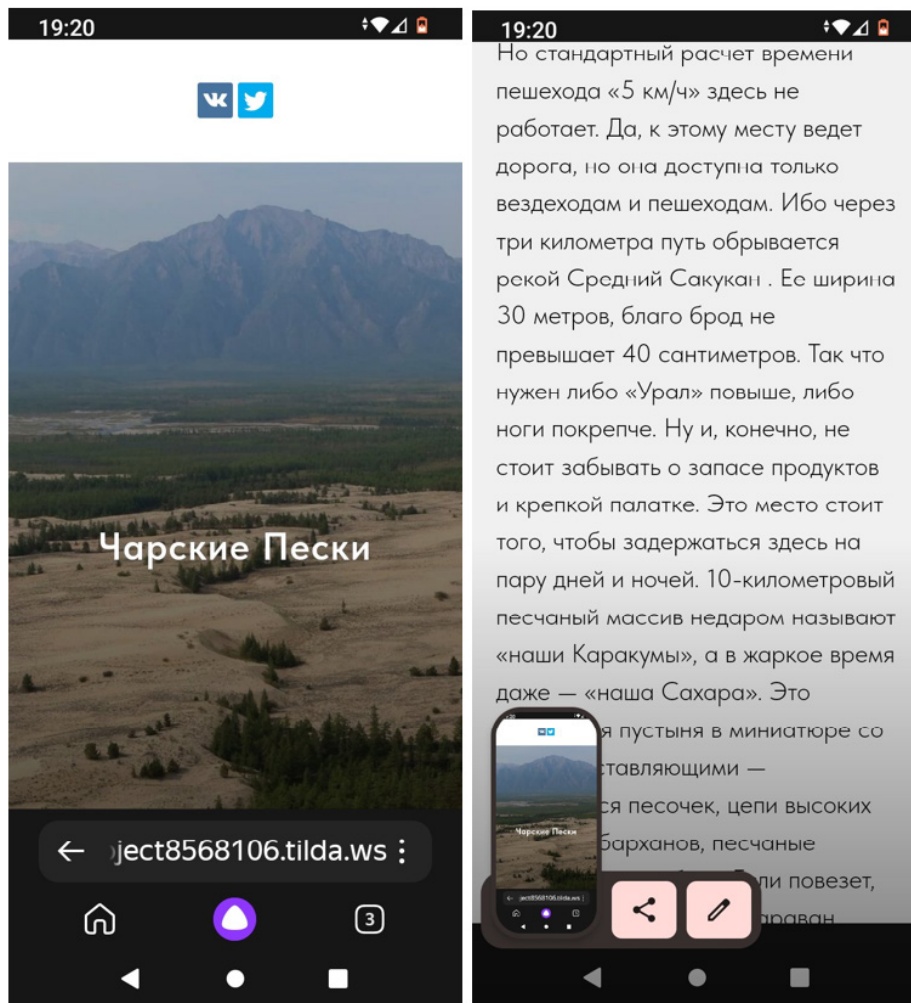 19:20
Чарские Пески
ject8568106.tilda.ws
3
19:20
Но стандартный расчет времени
пешехода «5 км/ч» здесь не
работает. Да, к этому месту ведет
дорога, но она доступна только
вездеходам и пешеходам. Ибо через
три километра путь обрывается
рекой Средний Сакукан . Ее ширина
30 метров, благо брод не
превышает 40 сантиметров. Так что
нужен либо «Урал» повыше, либо
ноги покрепче. Ну и, конечно, не
стоит забывать о запасе продуктов
и крепкой палатке. Это место стоит
того, чтобы задержаться здесь на
пару дней и ночей. 10-километровый
песчаный массив недаром называют
«наши Каракумы», а в жаркое время
даже — «наша Сахара». Это
я пустыня в миниатюре со
ставляющими —
ся песочек, цепи высоких
барханов, песчаные
ли повезет,
араван
Чарские Пески
ject8568106.tilda.ws